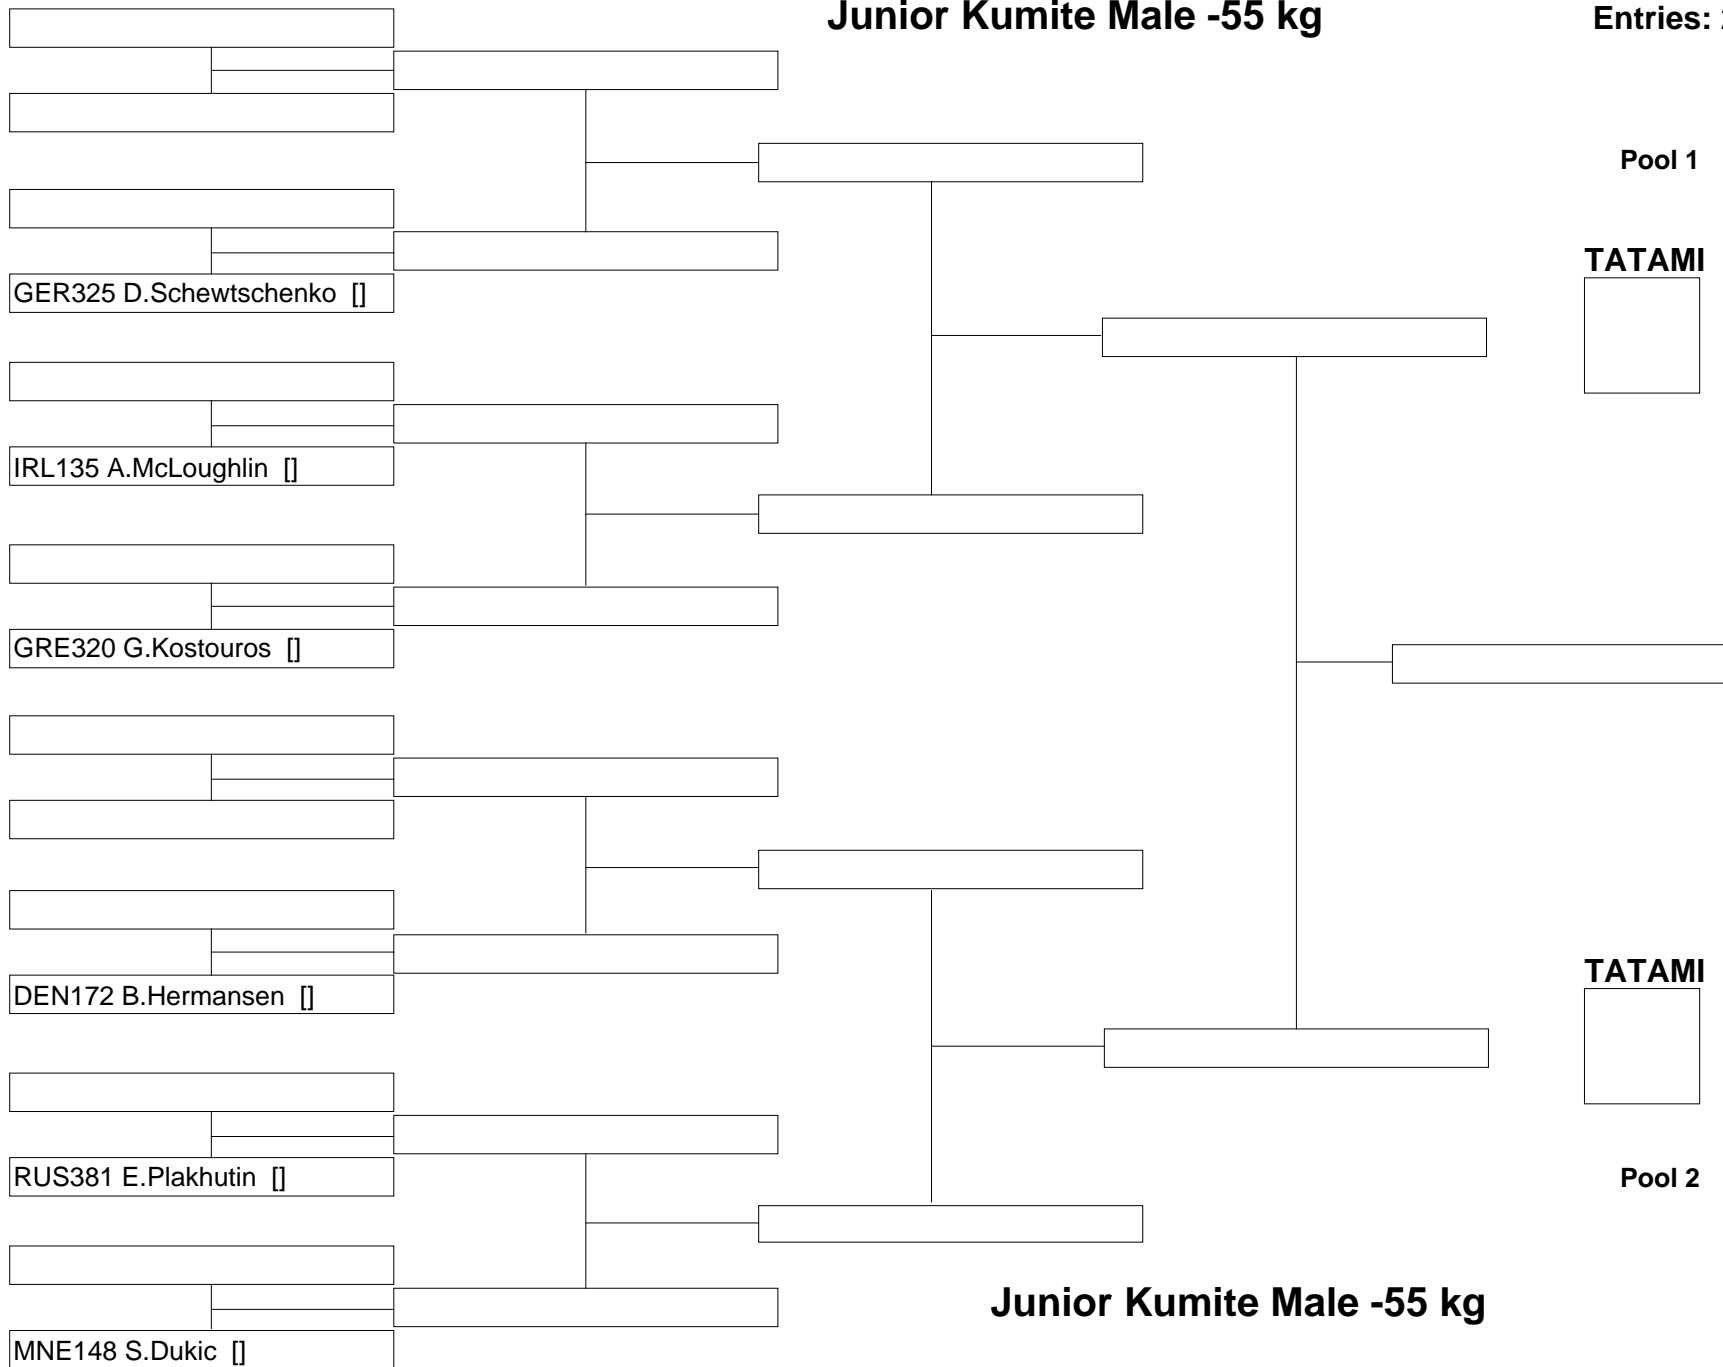 Junior Kumite Male -55 kg
Entries:
Pool 1
TATAMI
GER325 D.Schewtschenko []
IRL135 A.McLoughlin []
GRE320 G.Kostouros []
DEN172 B.Hermansen []
TATAMI
RUS381 E.Plakhutin []
Pool 2
Junior Kumite Male -55 kg
MNE148 S.Dukic []